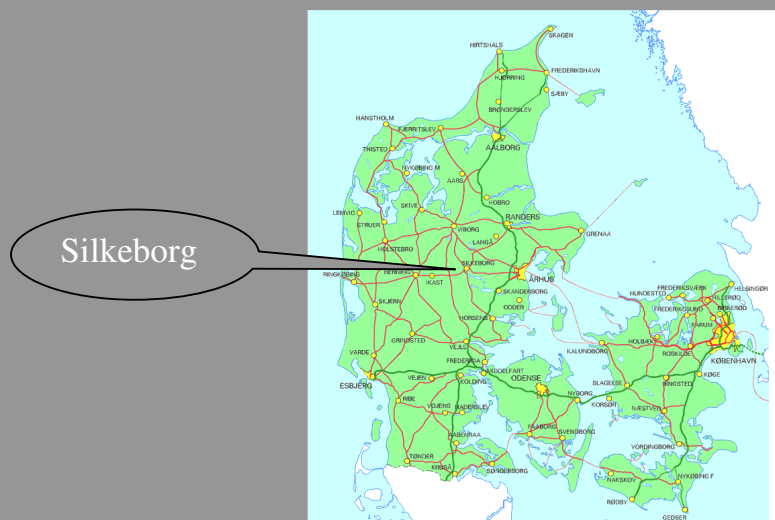 Silkeborg
SKAGEN
HIRTSHALS
HJØRRING
FREDERIKSHAVN
SÆBY
BRØNDERSLEV
HANSTHOLM
FJERRITSLEV
AALBORG
THISTED
NYKØBING M
AARS
HOBRO
SKIVE
LEMVIG
STRUER
RANDERS
VIBORG
GRENAA
LANGÅ
HOLSTEBRO
SILKEBORG
HERNING
RINGKØBING
IKAST
ÅRHUS
SKANDERBORG
ODDER
SKJERN
HORSENS
HELSINGØR
FREDERIKSVÆRK
HUNDESTED
HILLERØD
FREDERIKSSUND
BIRKERØD
FARUM
GRINDSTED
VEJLE
HOLBÆK
KALUNDBORG
ROSKILDE
KØBENHAVN
VARDE
FREDERICIA
MIDDELFART
ESBJERG
VEJEN
KOLDING
ODENSE
NYBORG
SLAGELSE
RINGSTED
KØGE
RIBE
VOJENS
HADERSLEV
KORSØR
NÆSTVED
FAABORG
SVENDBORG
AABENRAA
VORDINGBORG
TØNDER
KRUSÅ
SØNDERBORG
NAKSKOV
NYKØBING F
RØDBY
GEDSER